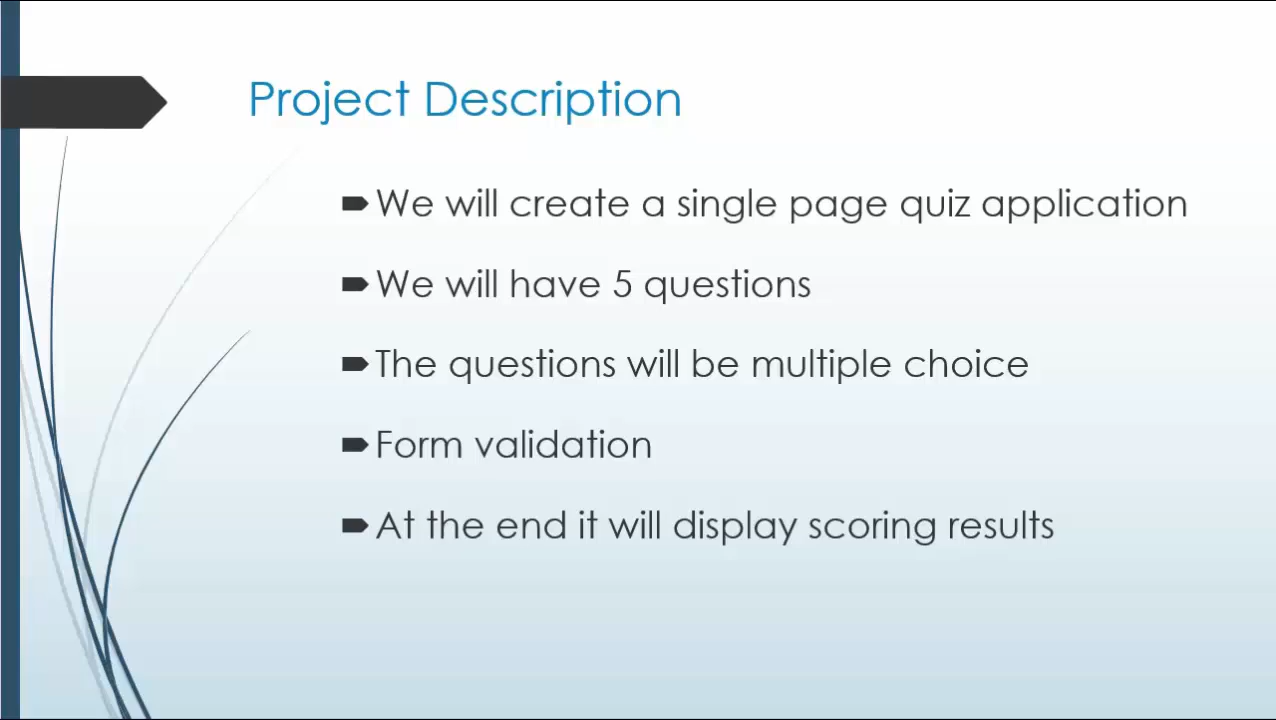 Project Description
We will create a single page quiz application
We will have 5 questions
The questions will be multiple choice
Form validation
At the end it will display scoring results